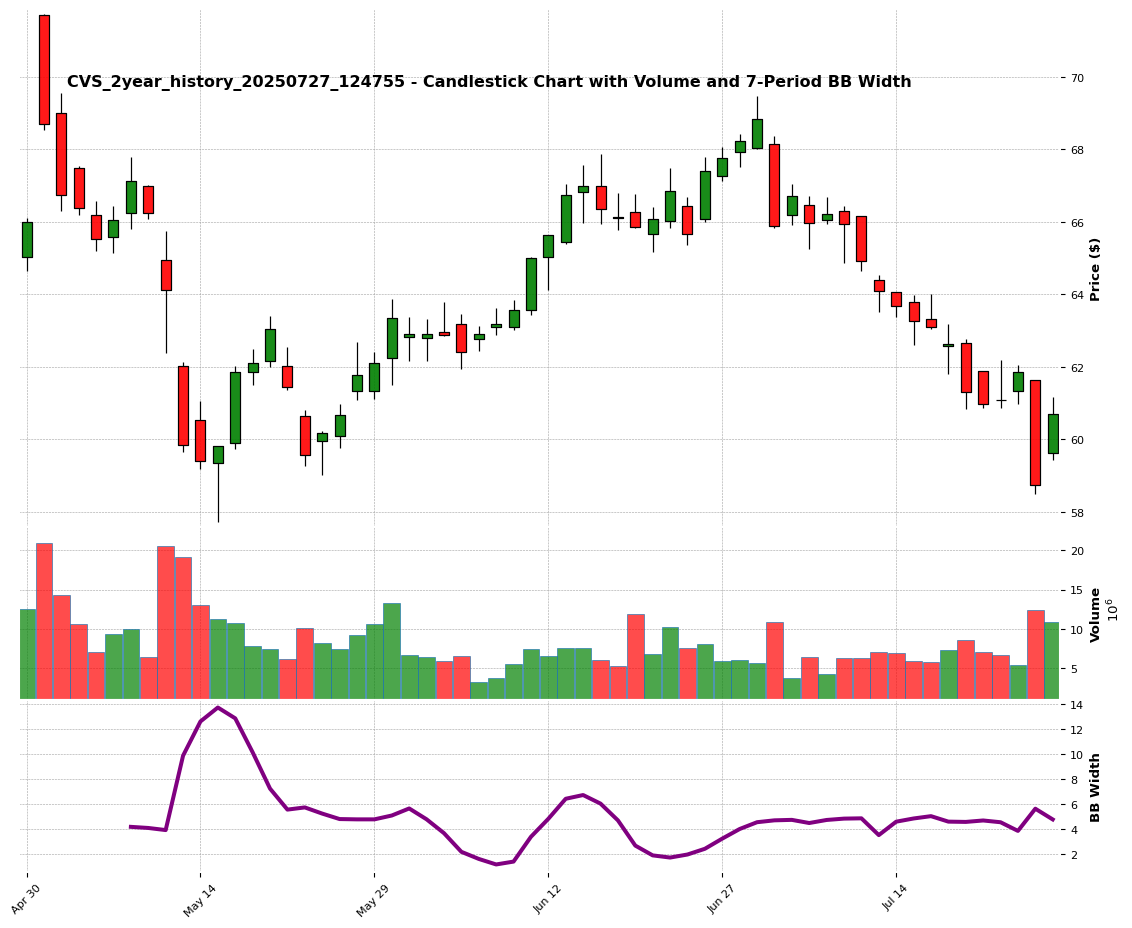 CVS_2year_history_20250727_124755 - Candlestick Chart with Volume and 7-Period BB Width
70
68
66
64
62
60
58
Price ($)
20
15
10
5
Volume
10^6
14
12
10
8
6
4
2
BB Width
Apr 30
May 14
May 29
Jun 12
Jun 27
Jul 14